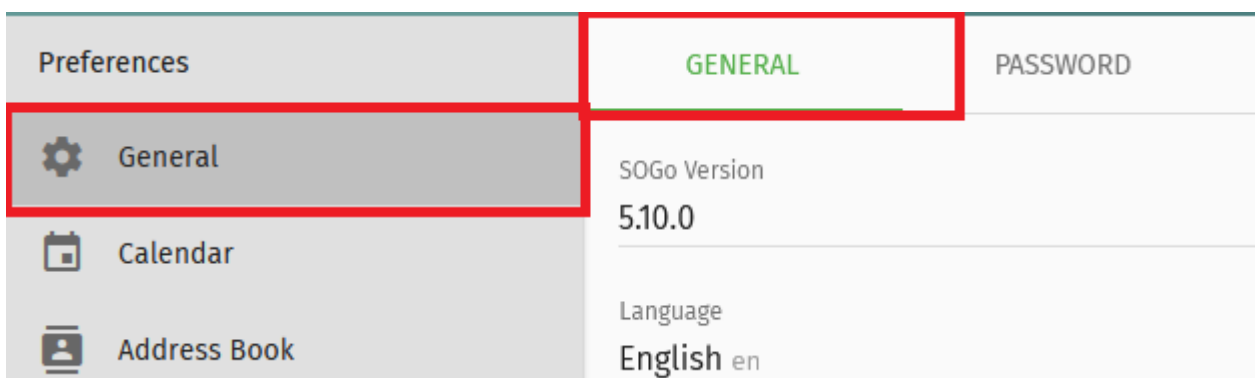 Preferences
General
Calendar
Address Book
GENERAL PASSWORD
SOGo Version
5.10.0
Language
English en